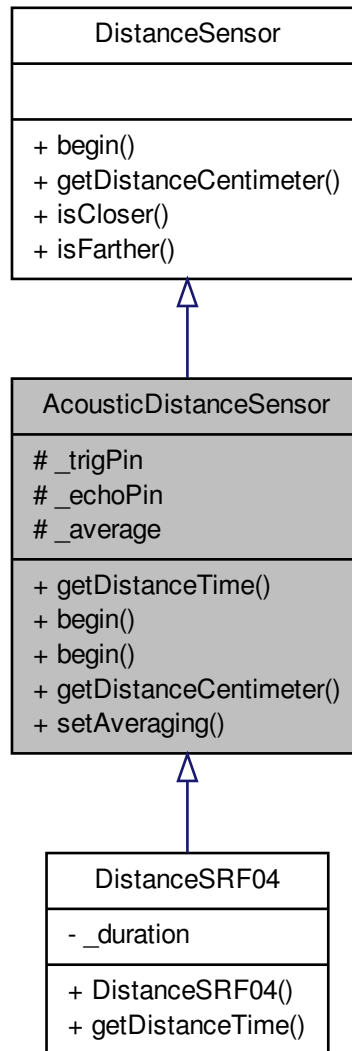 DistanceSensor
+ begin()
+ getDistanceCentimeter()
+ isCloser()
+ isFarther()
AcousticDistanceSensor
# _trigPin
# _echoPin
# _average
+ getDistanceTime()
+ begin()
+ begin()
+ getDistanceCentimeter()
+ setAveraging()
DistanceSRF04
- _duration
+ DistanceSRF04()
+ getDistanceTime()